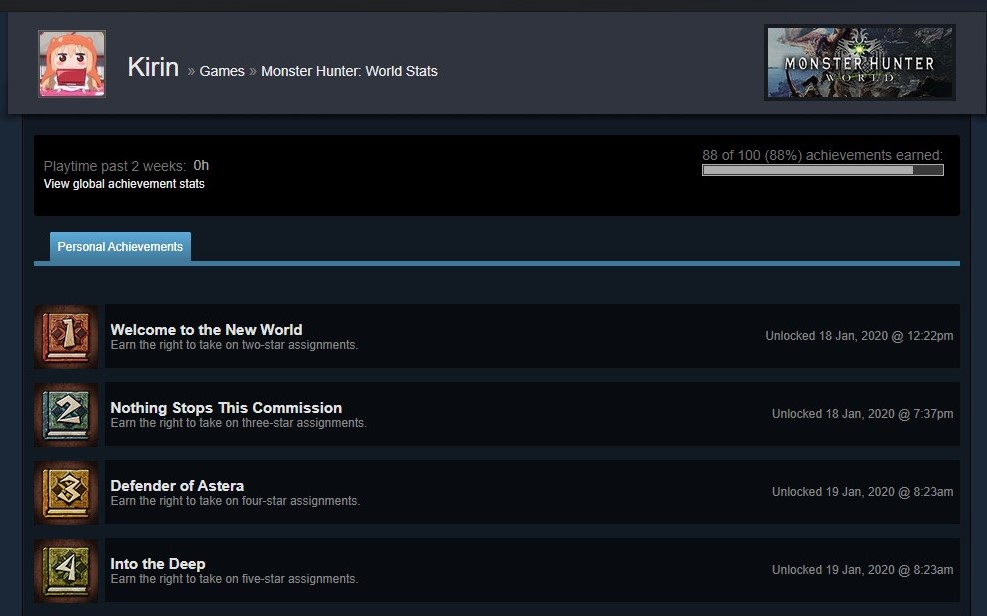 Kirin » Games » Monster Hunter: World Stats
MONSTER HUNTER
WORLD
Playtime past 2 weeks: 0h
View global achievement stats
88 of 100 (88%) achievements earned:
Personal Achievements
1
Welcome to the New World
Earn the right to take on two-star assignments.
Unlocked 18 Jan, 2020 @ 12:22pm
2
Nothing Stops This Commission
Earn the right to take on three-star assignments.
Unlocked 18 Jan, 2020 @ 7:37pm
3
Defender of Astera
Earn the right to take on four-star assignments.
Unlocked 19 Jan, 2020 @ 8:23am
4
Into the Deep
Earn the right to take on five-star assignments.
Unlocked 19 Jan, 2020 @ 8:23am